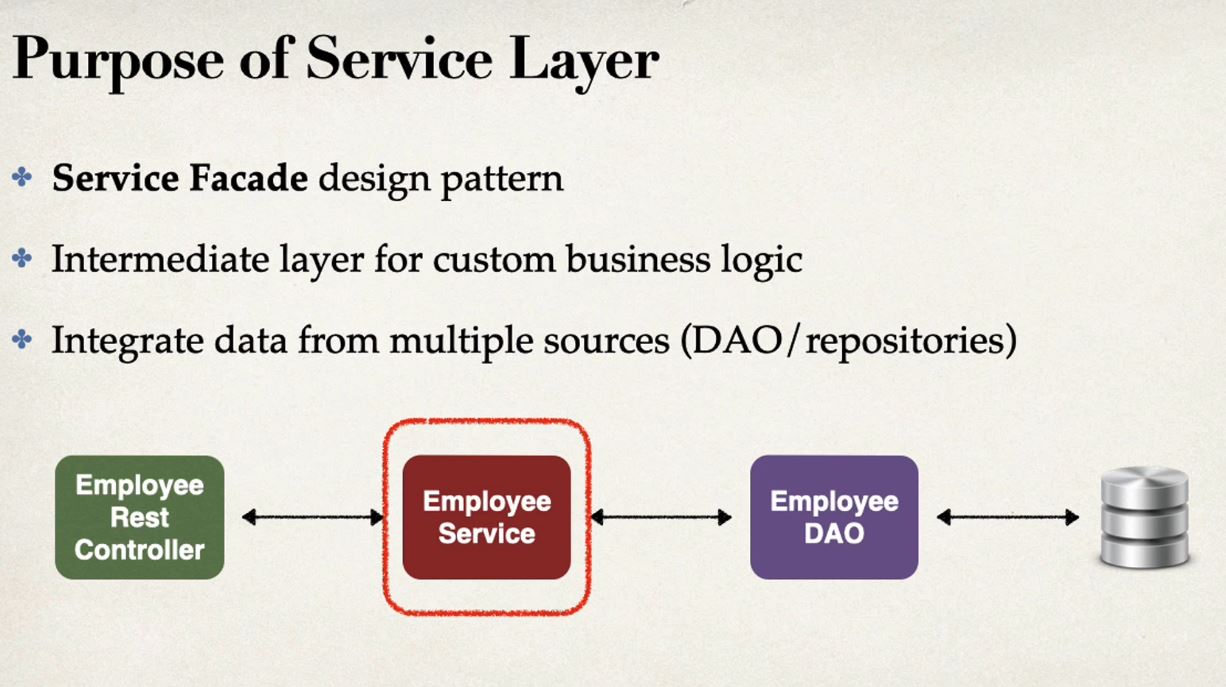 Purpose of Service Layer
Service Facade design pattern
Intermediate layer for custom business logic
Integrate data from multiple sources (DAO/repositories)
Employee
Rest
Controller
Employee
Service
Employee
DAO